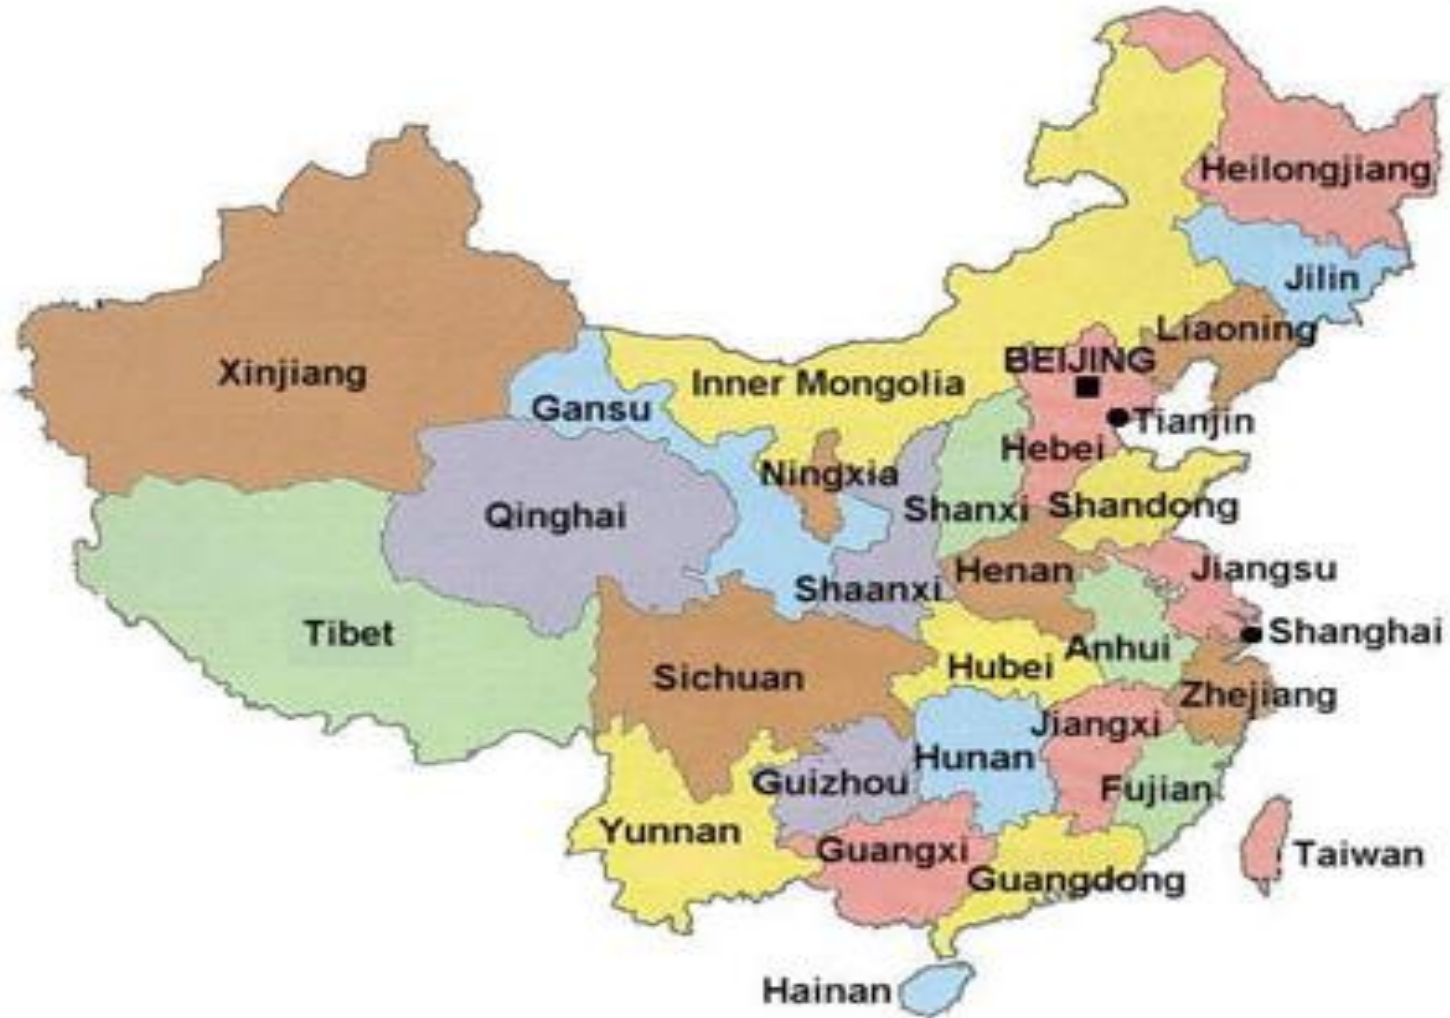 Heilongjiang
Jilin
Liaoning
BEIJING
Xinjiang
Inner Mongolia
Gansu
Tianjin
Hebei
Ningxia
Shanxi
Shandong
Qinghai
Henan
Jiangsu
Shaanxi
Tibet
Shanghai
Anhui
Hubei
Sichuan
Zhejiang
Jiangxi
Hunan
Guizhou
Fujian
Yunnan
Guangxi
Taiwan
Guangdong
Hainan